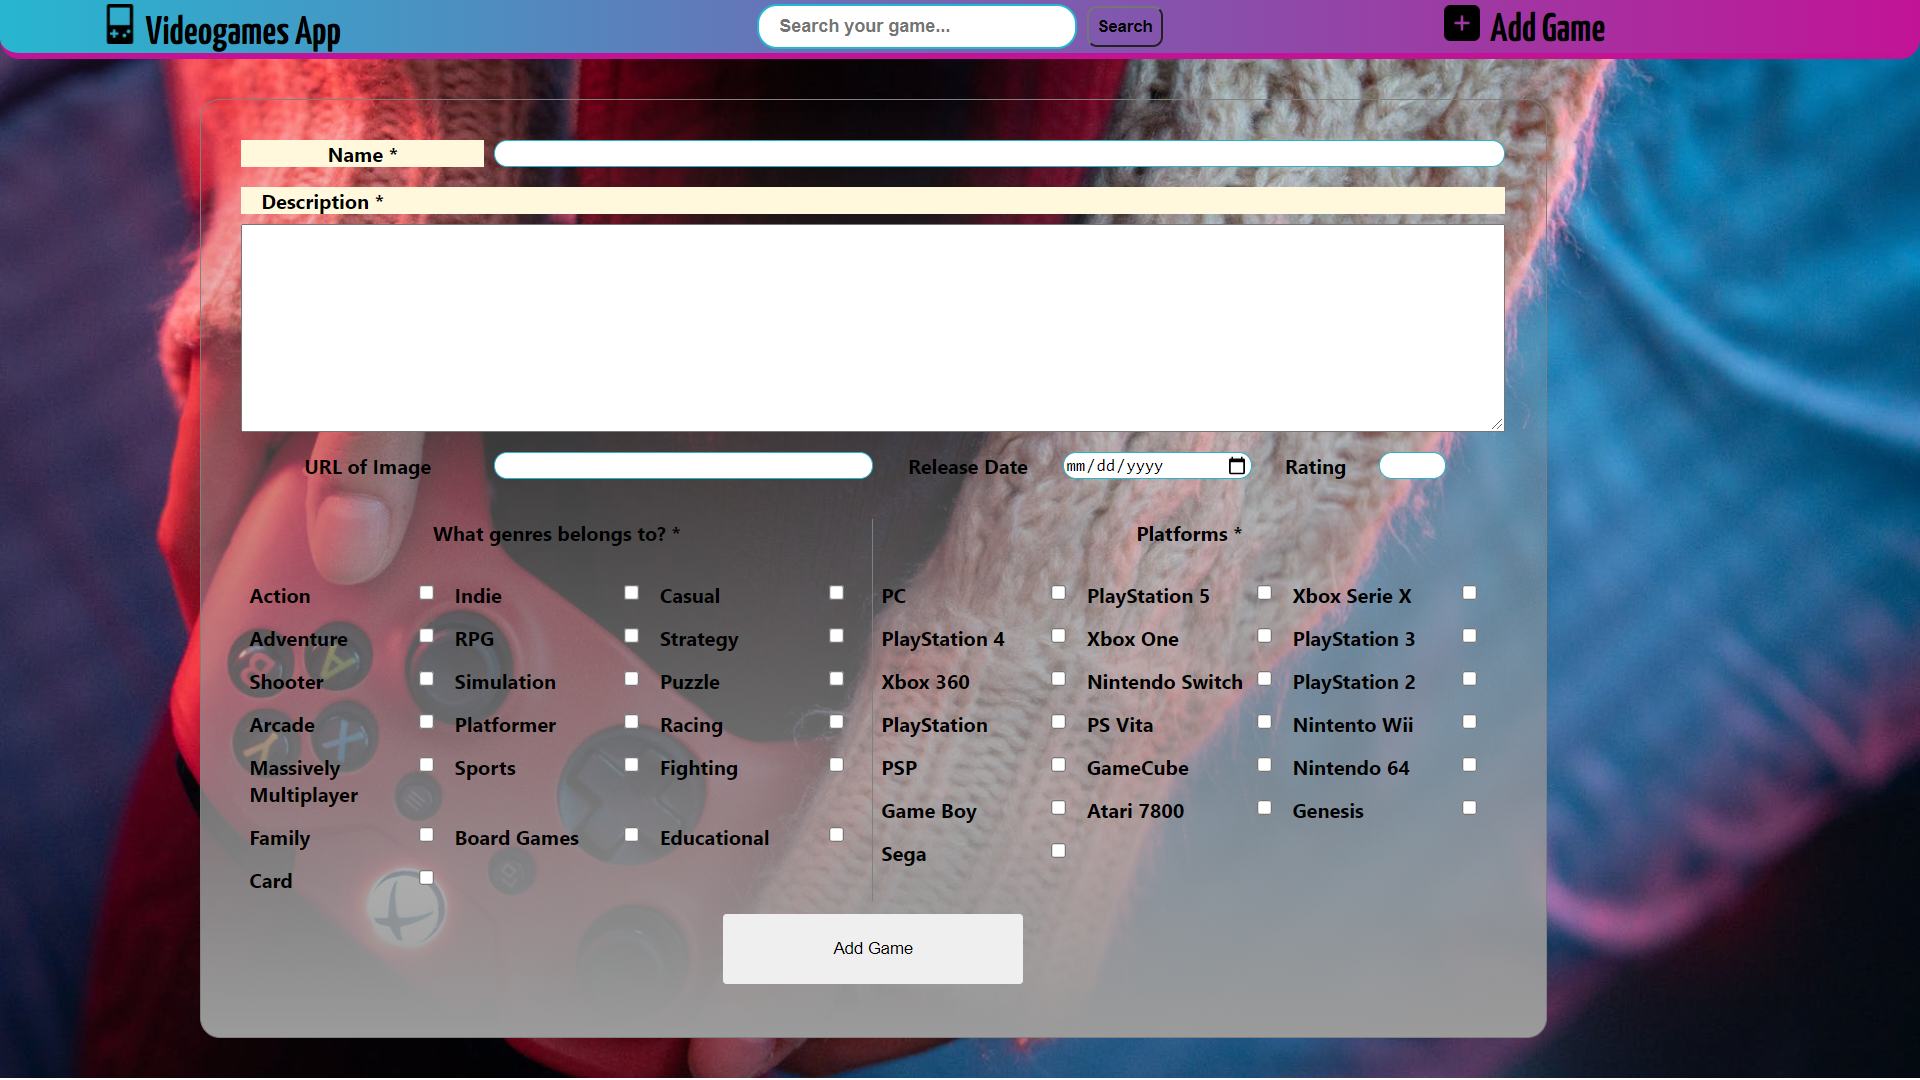 Videogames App
Search your game...
Search
Add Game
Name *
Description *
URL of Image
Release Date
mm/dd/yyyy
Rating
What genres belongs to? *
Platforms *
Action
Indie
Casual
PC
PlayStation 5
Xbox Serie X
Adventure
RPG
Strategy
PlayStation 4
Xbox One
PlayStation 3
Shooter
Simulation
Puzzle
Xbox 360
Nintendo Switch
PlayStation 2
Arcade
Platformer
Racing
PlayStation
PS Vita
Nintento Wii
Massively
Multiplayer
Sports
Fighting
PSP
GameCube
Nintendo 64
Game Boy
Atari 7800
Genesis
Family
Board Games
Educational
Sega
Card
B
A
Y
X
Add Game